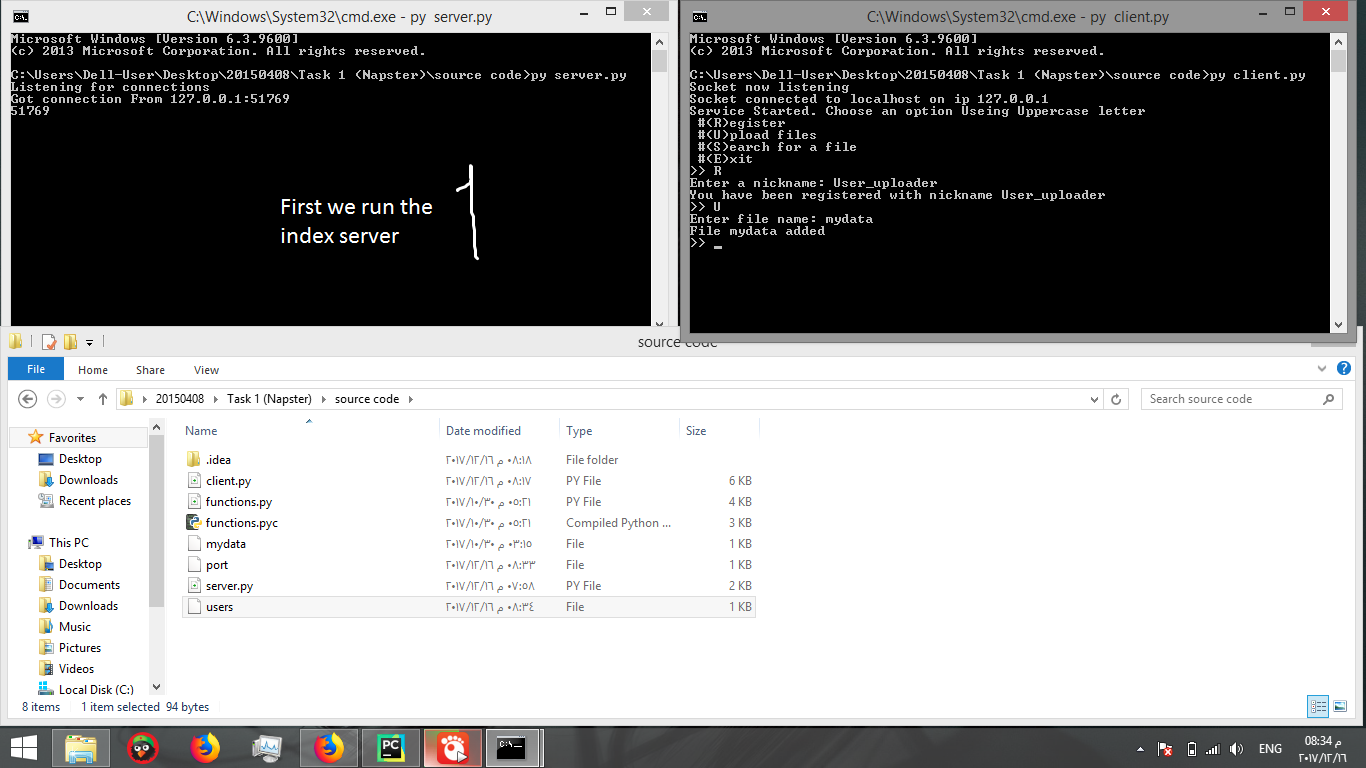 C:\Windows\System32\cmd.exe - py  server.py
Microsoft Windows [Version 6.3.9600]
(c) 2013 Microsoft Corporation. All rights reserved.
C:\Users\Dell-User\Desktop\20150408\Task 1 (Napster)\source code>py server.py
Listening for connections
Got connection From 127.0.0.1:51769
51769
First we run the
index server
1
C:\Windows\System32\cmd.exe - py  client.py
Microsoft Windows [Version 6.3.9600]
(c) 2013 Microsoft Corporation. All rights reserved.
C:\Users\Dell-User\Desktop\20150408\Task 1 (Napster)\source code>py client.py
Socket now listening
Socket connected to localhost on ip 127.0.0.1
Service Started. Choose an option Using Uppercase letter
#(R)egister
#(U)pload files
#(S)earch for a file
#(E)xit
>> R
Enter a nickname: User_uploader
You have been registered with nickname User_uploader
>> U
Enter file name: mydata
File mydata added
>> _
source code
File Home Share View
20150408 Task 1 (Napster) source code
Search source code
Favorites
Desktop
Downloads
Recent places
This PC
Desktop
Documents
Downloads
Music
Pictures
Videos
Local Disk (C:)
Name Date modified Type Size
.idea ٢٠١٧/١٢/١٦ ٠٨:١٨ م File folder
client.py ٢٠١٧/١٢/١٦ ٠٨:١٧ م PY File 6 KB
functions.py ٢٠١٧/١٠/٣٠ ٠٥:٢١ م PY File 4 KB
functions.pyc ٢٠١٧/١٠/٣٠ ٠٥:٢١ م Compiled Python ... 3 KB
mydata ٢٠١٧/١٠/٣٠ ٠٣:١٥ م File 1 KB
port ٢٠١٧/١٢/١٦ ٠٨:٣٣ م File 1 KB
server.py ٢٠١٧/١٢/١٦ ٠٧:٥٨ م PY File 2 KB
users ٢٠١٧/١٢/١٦ ٠٨:٣٤ م File 1 KB
8 items 1 item selected 94 bytes
PC
C:\
ENG
08:34 م
٢٠١٧/١٢/١٦